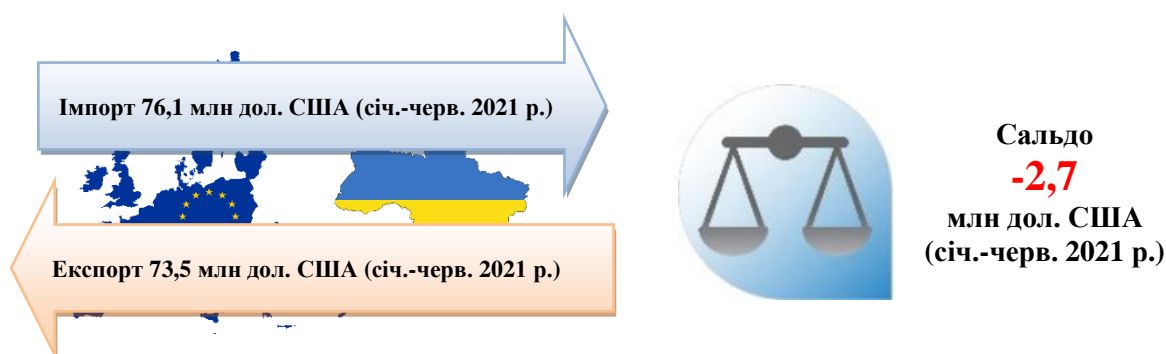 Імпорт 76,1 млн дол. США (січ.-черв. 2021 р.)
Експорт 73,5 млн дол. США (січ.-черв. 2021 р.)
Сальдо
-2,7
млн дол. США
(січ.-черв. 2021 р.)